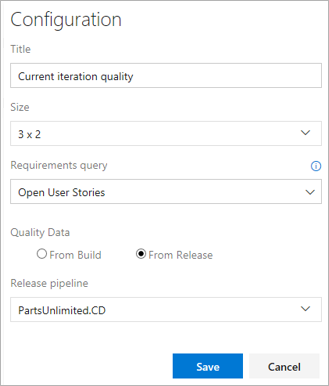 Configuration
Title
Current iteration quality
Size
3 x 2
Requirements query
Open User Stories
Quality Data
From Build From Release
Release pipeline
PartsUnlimited.CD
Save Cancel